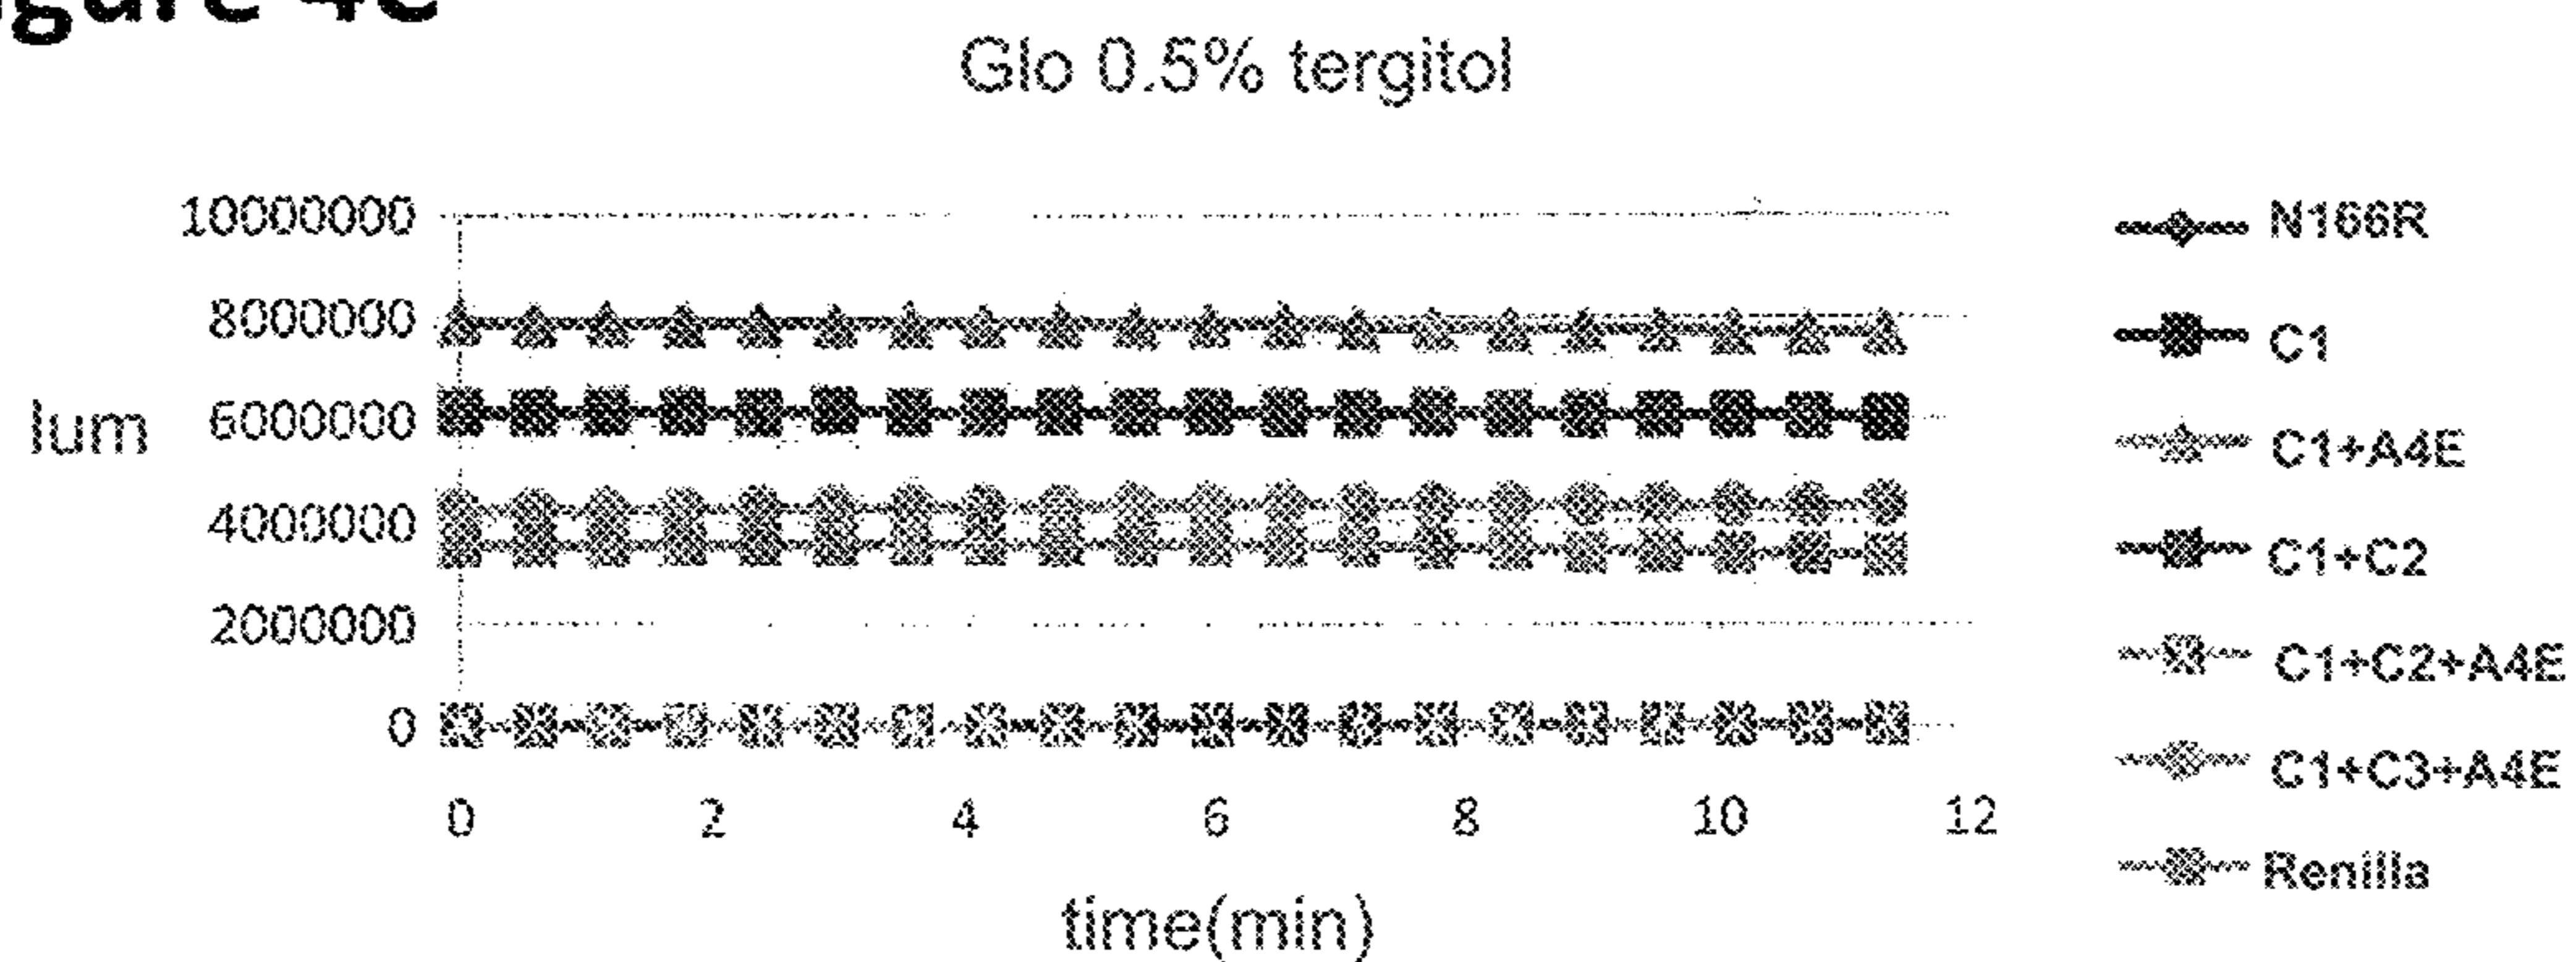 Glo 0.5% tergitol
10000000
8000000
6000000
4000000
2000000
0
lum
0 2 4 6 8 10 12
time(min)
N166R
C1
C1+A4E
C1+C2
C1+C2+A4E
C1+C3+A4E
Renilla